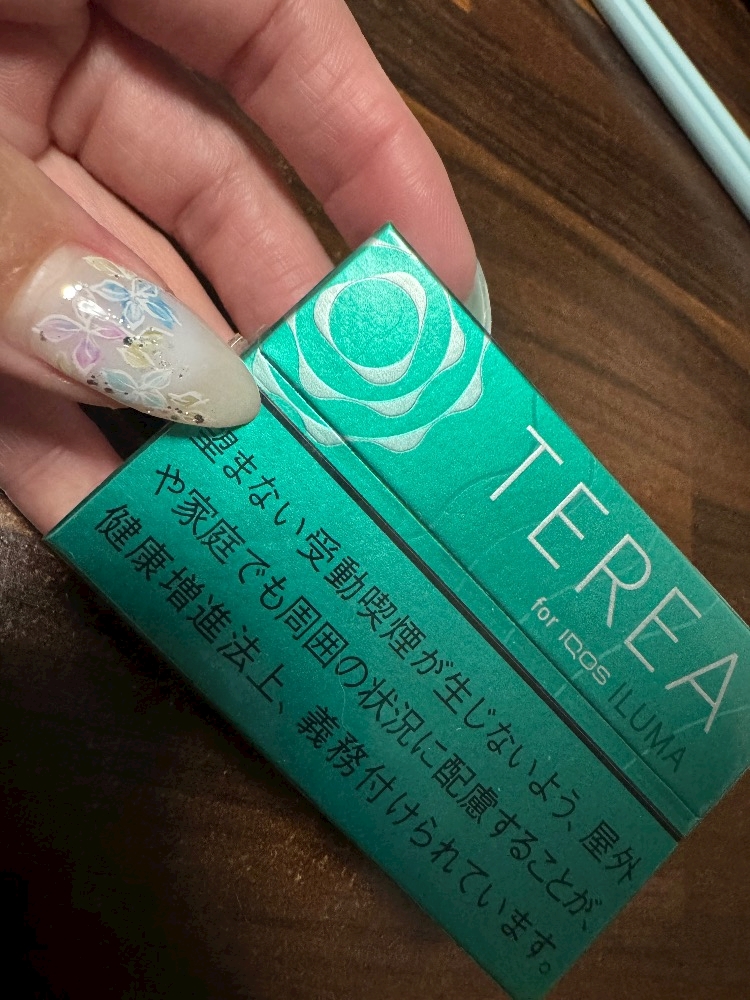 TEREA
for IQOS ILUMA
望まない受動喫煙が生じないよう、屋外
や家庭でも周囲の状況に配慮することが、
健康増進法上、義務付けられています。